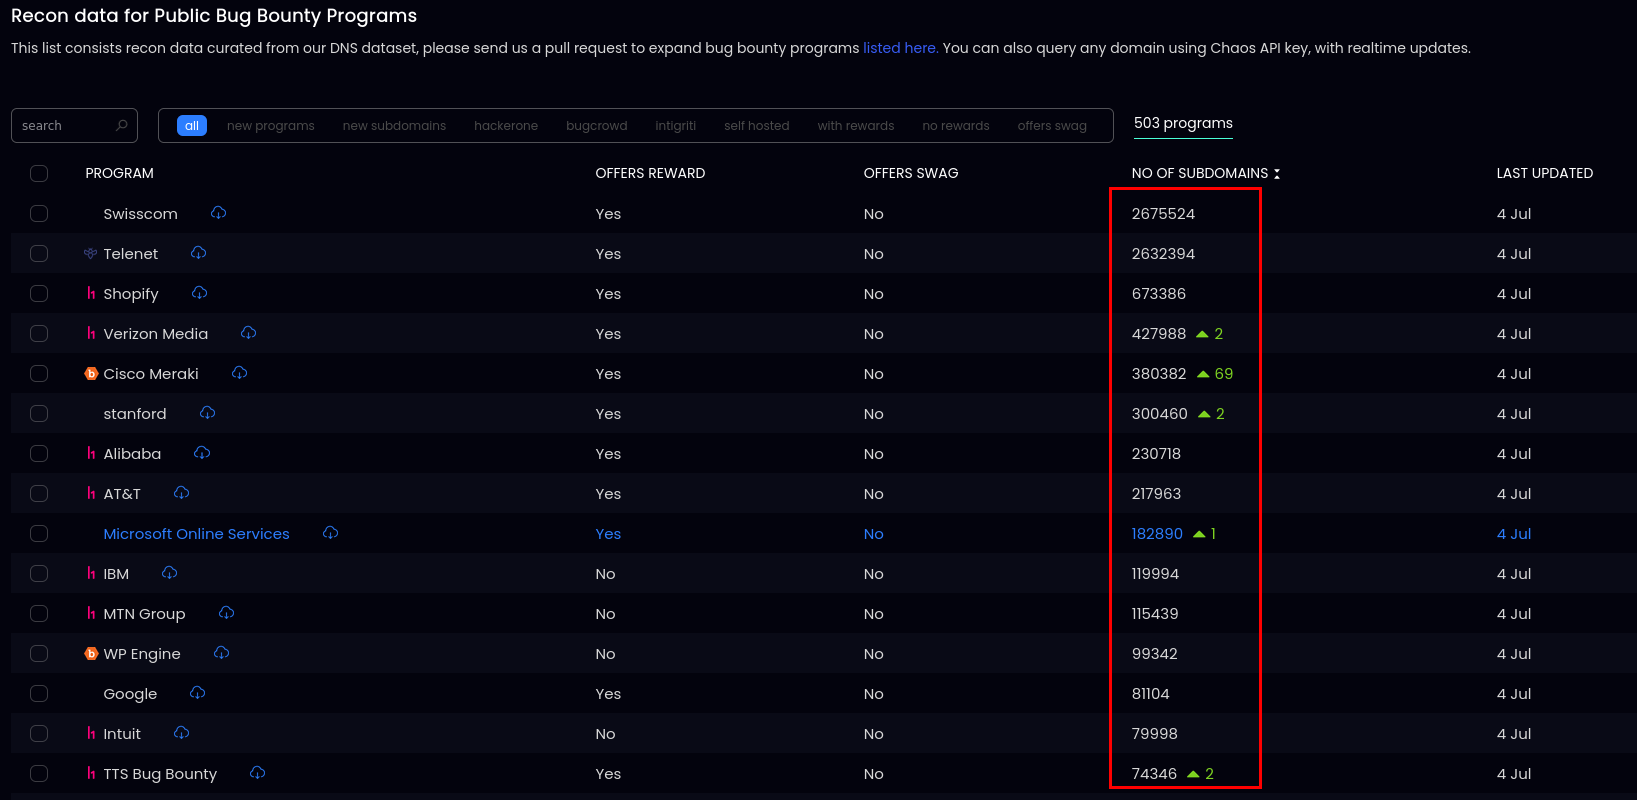 Recon data for Public Bug Bounty Programs
This list consists recon data curated from our DNS dataset, please send us a pull request to expand bug bounty programs listed here. You can also query any domain using Chaos API key, with realtime updates.
search all new programs new subdomains hackerone bugcrowd intigriti self hosted with rewards no rewards offers swag 503 programs
PROGRAM OFFERS REWARD OFFERS SWAG NO OF SUBDOMAINS LAST UPDATED
Swisscom Yes No 2675524 4 Jul
Telenet Yes No 2632394 4 Jul
h1 Shopify Yes No 673386 4 Jul
h1 Verizon Media Yes No 427988 2 4 Jul
b Cisco Meraki Yes No 380382 69 4 Jul
stanford Yes No 300460 2 4 Jul
h1 Alibaba Yes No 230718 4 Jul
h1 AT&T Yes No 217963 4 Jul
Microsoft Online Services Yes No 182890 1 4 Jul
h1 IBM No No 119994 4 Jul
h1 MTN Group No No 115439 4 Jul
b WP Engine No No 99342 4 Jul
Google Yes No 81104 4 Jul
h1 Intuit No No 79998 4 Jul
h1 TTS Bug Bounty Yes No 74346 2 4 Jul